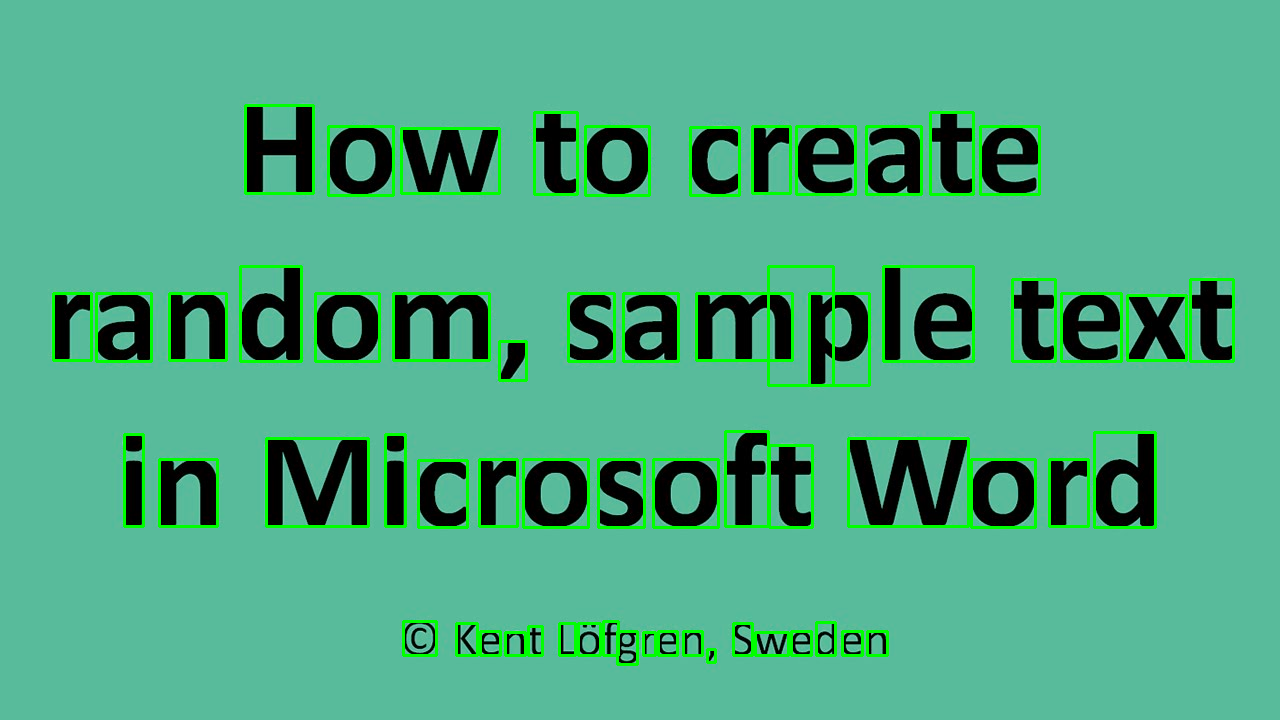 How to create
random, sample text
in Microsoft Word
© Kent Löfgren, Sweden